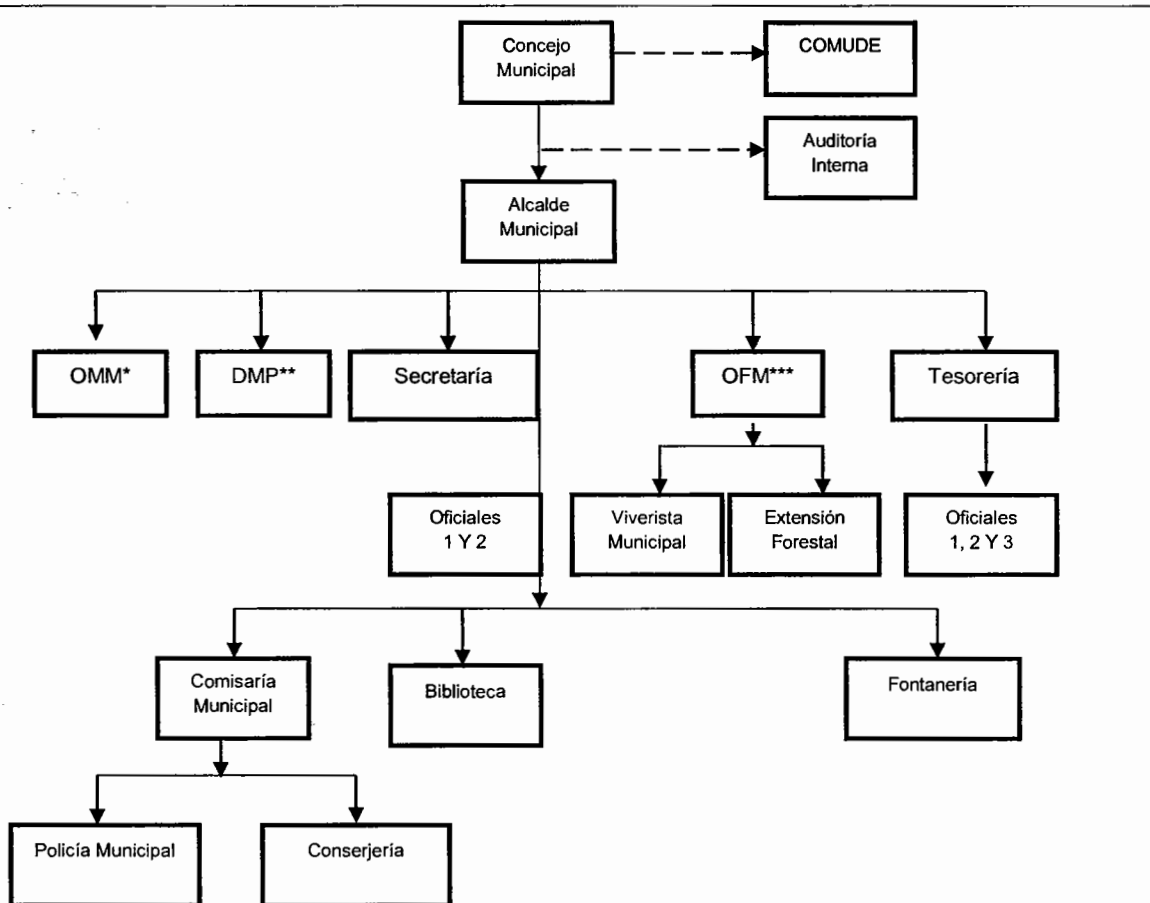 Concejo
Municipal
COMUDE
Auditoría
Interna
Alcalde
Municipal
OMM*
DMP**
Secretaría
OFM***
Tesorería
Oficiales
1 Y 2
Viverista
Municipal
Extensión
Forestal
Oficiales
1, 2 Y 3
Comisaría
Municipal
Biblioteca
Fontanería
Policía Municipal
Conserjería